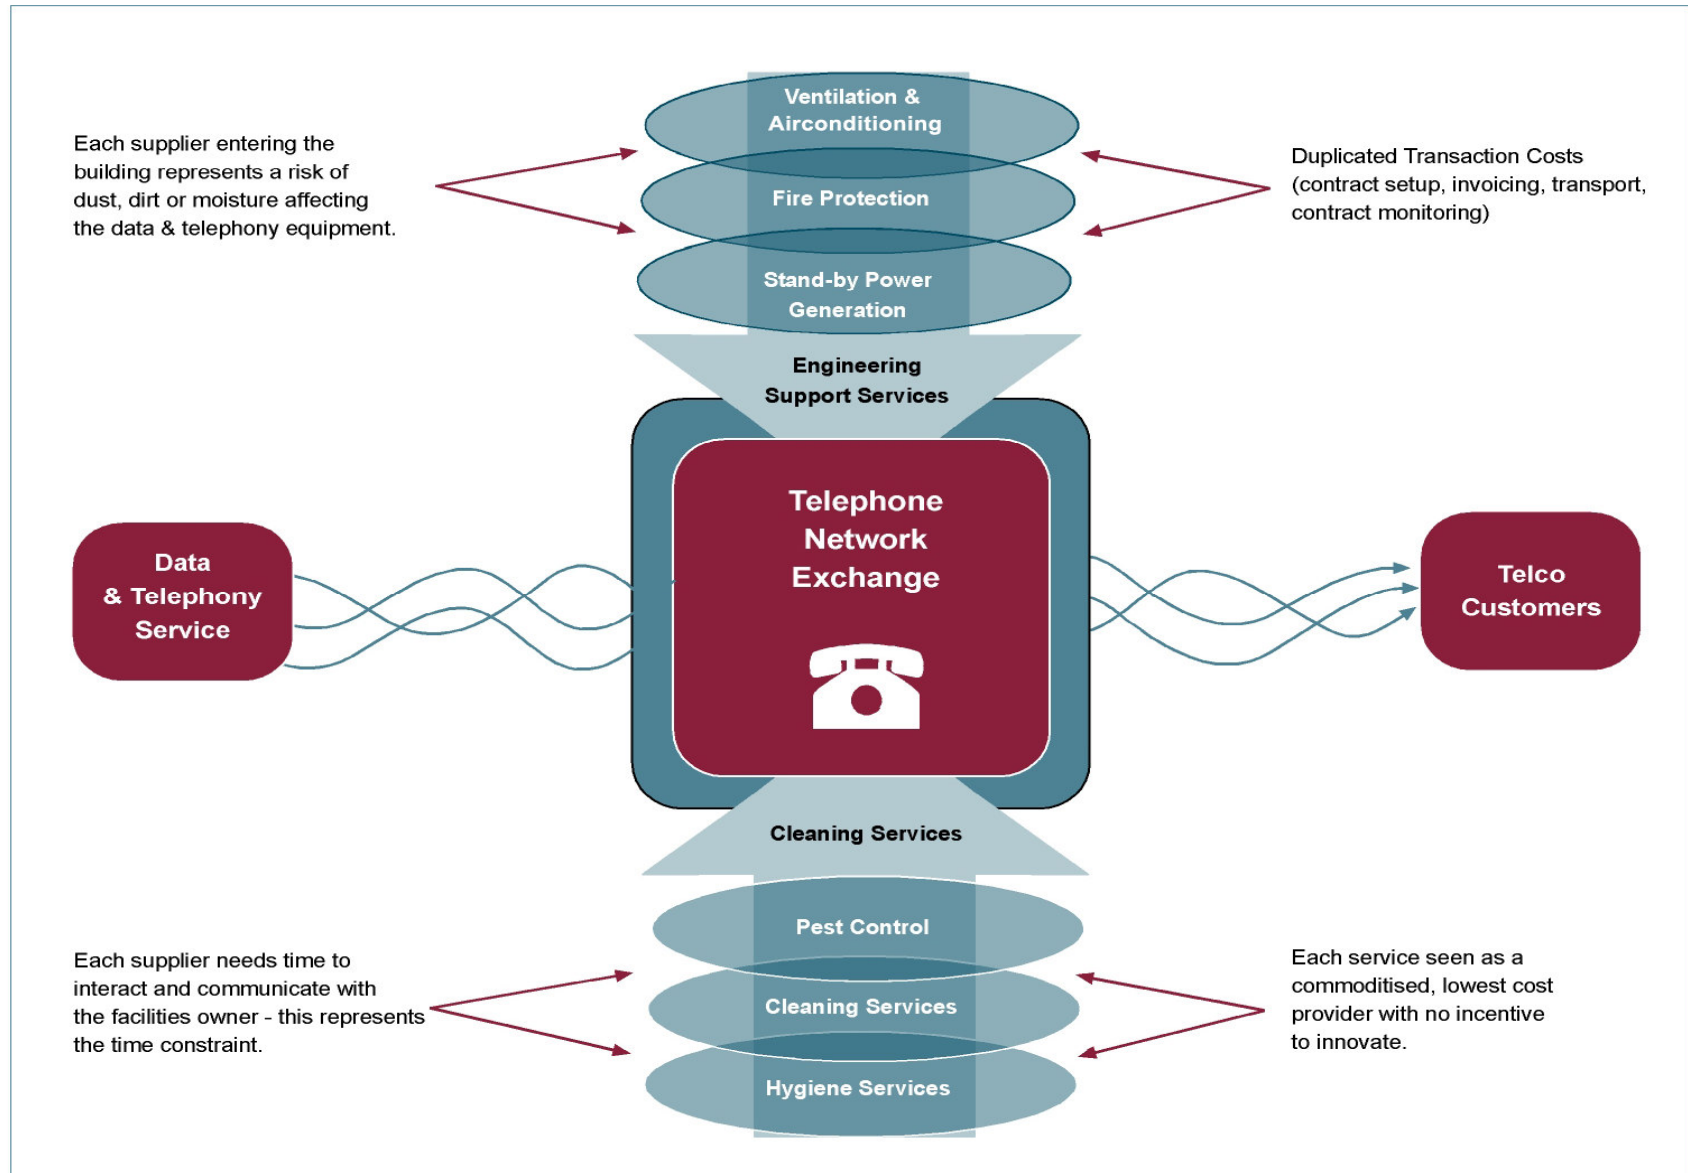 Ventilation &
Airconditioning
Fire Protection
Stand-by Power
Generation
Each supplier entering the
building represents a risk of
dust, dirt or moisture affecting
the data & telephony equipment.
Duplicated Transaction Costs
(contract setup, invoicing, transport,
contract monitoring)
Engineering
Support Services
Telephone
Network
Exchange
Data
& Telephony
Service
Telco
Customers
Cleaning Services
Pest Control
Cleaning Services
Hygiene Services
Each supplier needs time to
interact and communicate with
the facilities owner - this represents
the time constraint.
Each service seen as a
commoditised, lowest cost
provider with no incentive
to innovate.